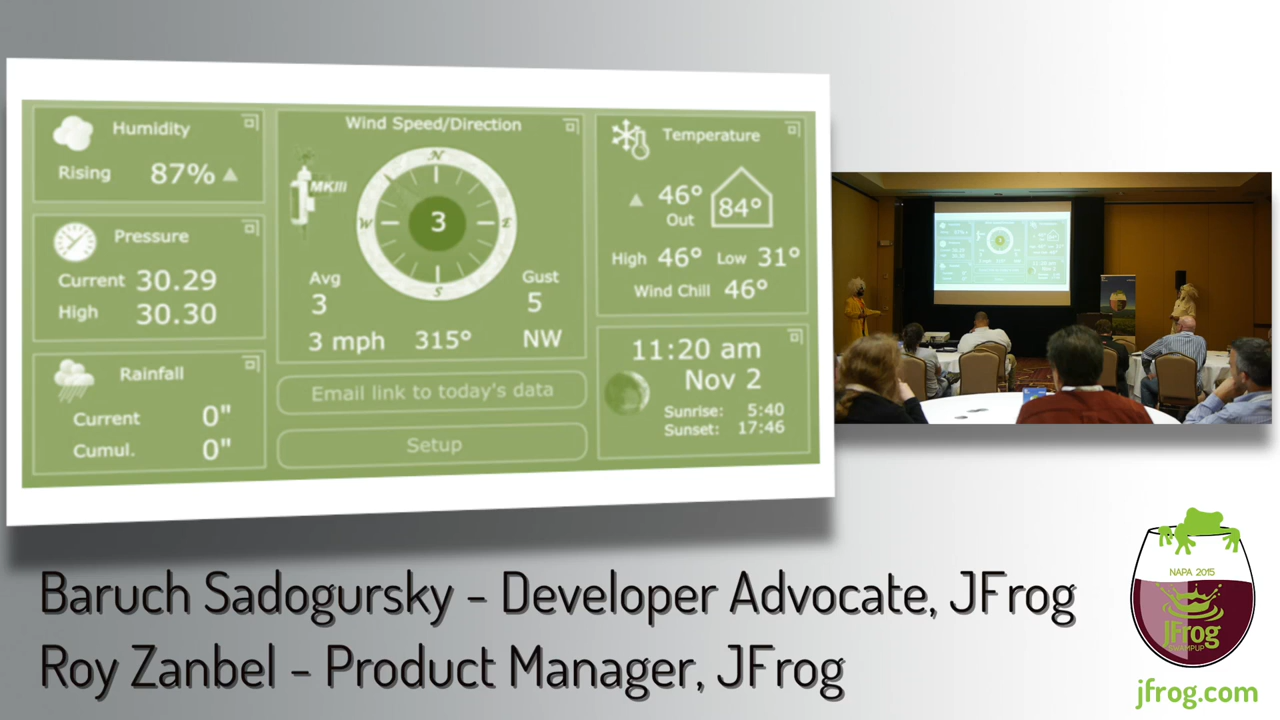 Humidity
Rising 87%
Pressure
Current 30.29
High 30.30
Rainfall
Current 0"
Cumul. 0"
Wind Speed/Direction
MKIII
N
W 3 E
S
Avg Gust
3 5
3 mph 315° NW
Email link to today's data
Setup
Temperature
46° 84°
Out
High 46° Low 31°
Wind Chill 46°
11:20 am
Nov 2
Sunrise: 5:40
Sunset: 17:46
Baruch Sadogursky - Developer Advocate, JFrog
Roy Zanbel - Product Manager, JFrog
NAPA 2015
JFrog
SWAMPUP
jfrog.com